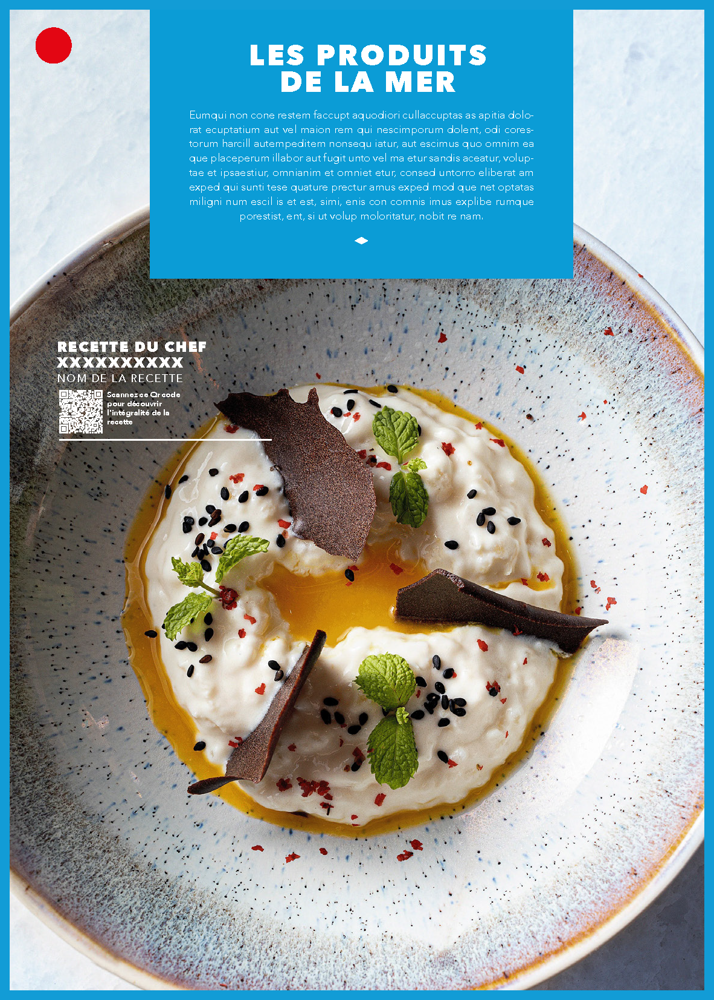 LES PRODUITS
DE LA MER
Eumqui non cone restem faccupt aquodiori cullaccuptas as apitia dolo-
rat ecuptatium aut vel maion rem qui nescimporum dolent, odi cores-
torum harcill autempeditem nonsequ iatur, aut escimus quo omnim ea
que placeperum illabor aut fugit unto vel ma etur sandis aceatur, volup-
tae et ipsaestiur, omnianim et omniet etur, consed untorro eliberat am
exped qui sunti tese quature prectur amus exped mod que net optatas
miligni num escil is et est, simi, enis con comnis imus explibe rumque
porestist, ent, si ut volup moloritatur, nobit re nam.
RECETTE DU CHEF
XXXXXXXXXX
NOM DE LA RECETTE
Scannez ce Qr code
pour découvrir
l'intégralité de la
recette